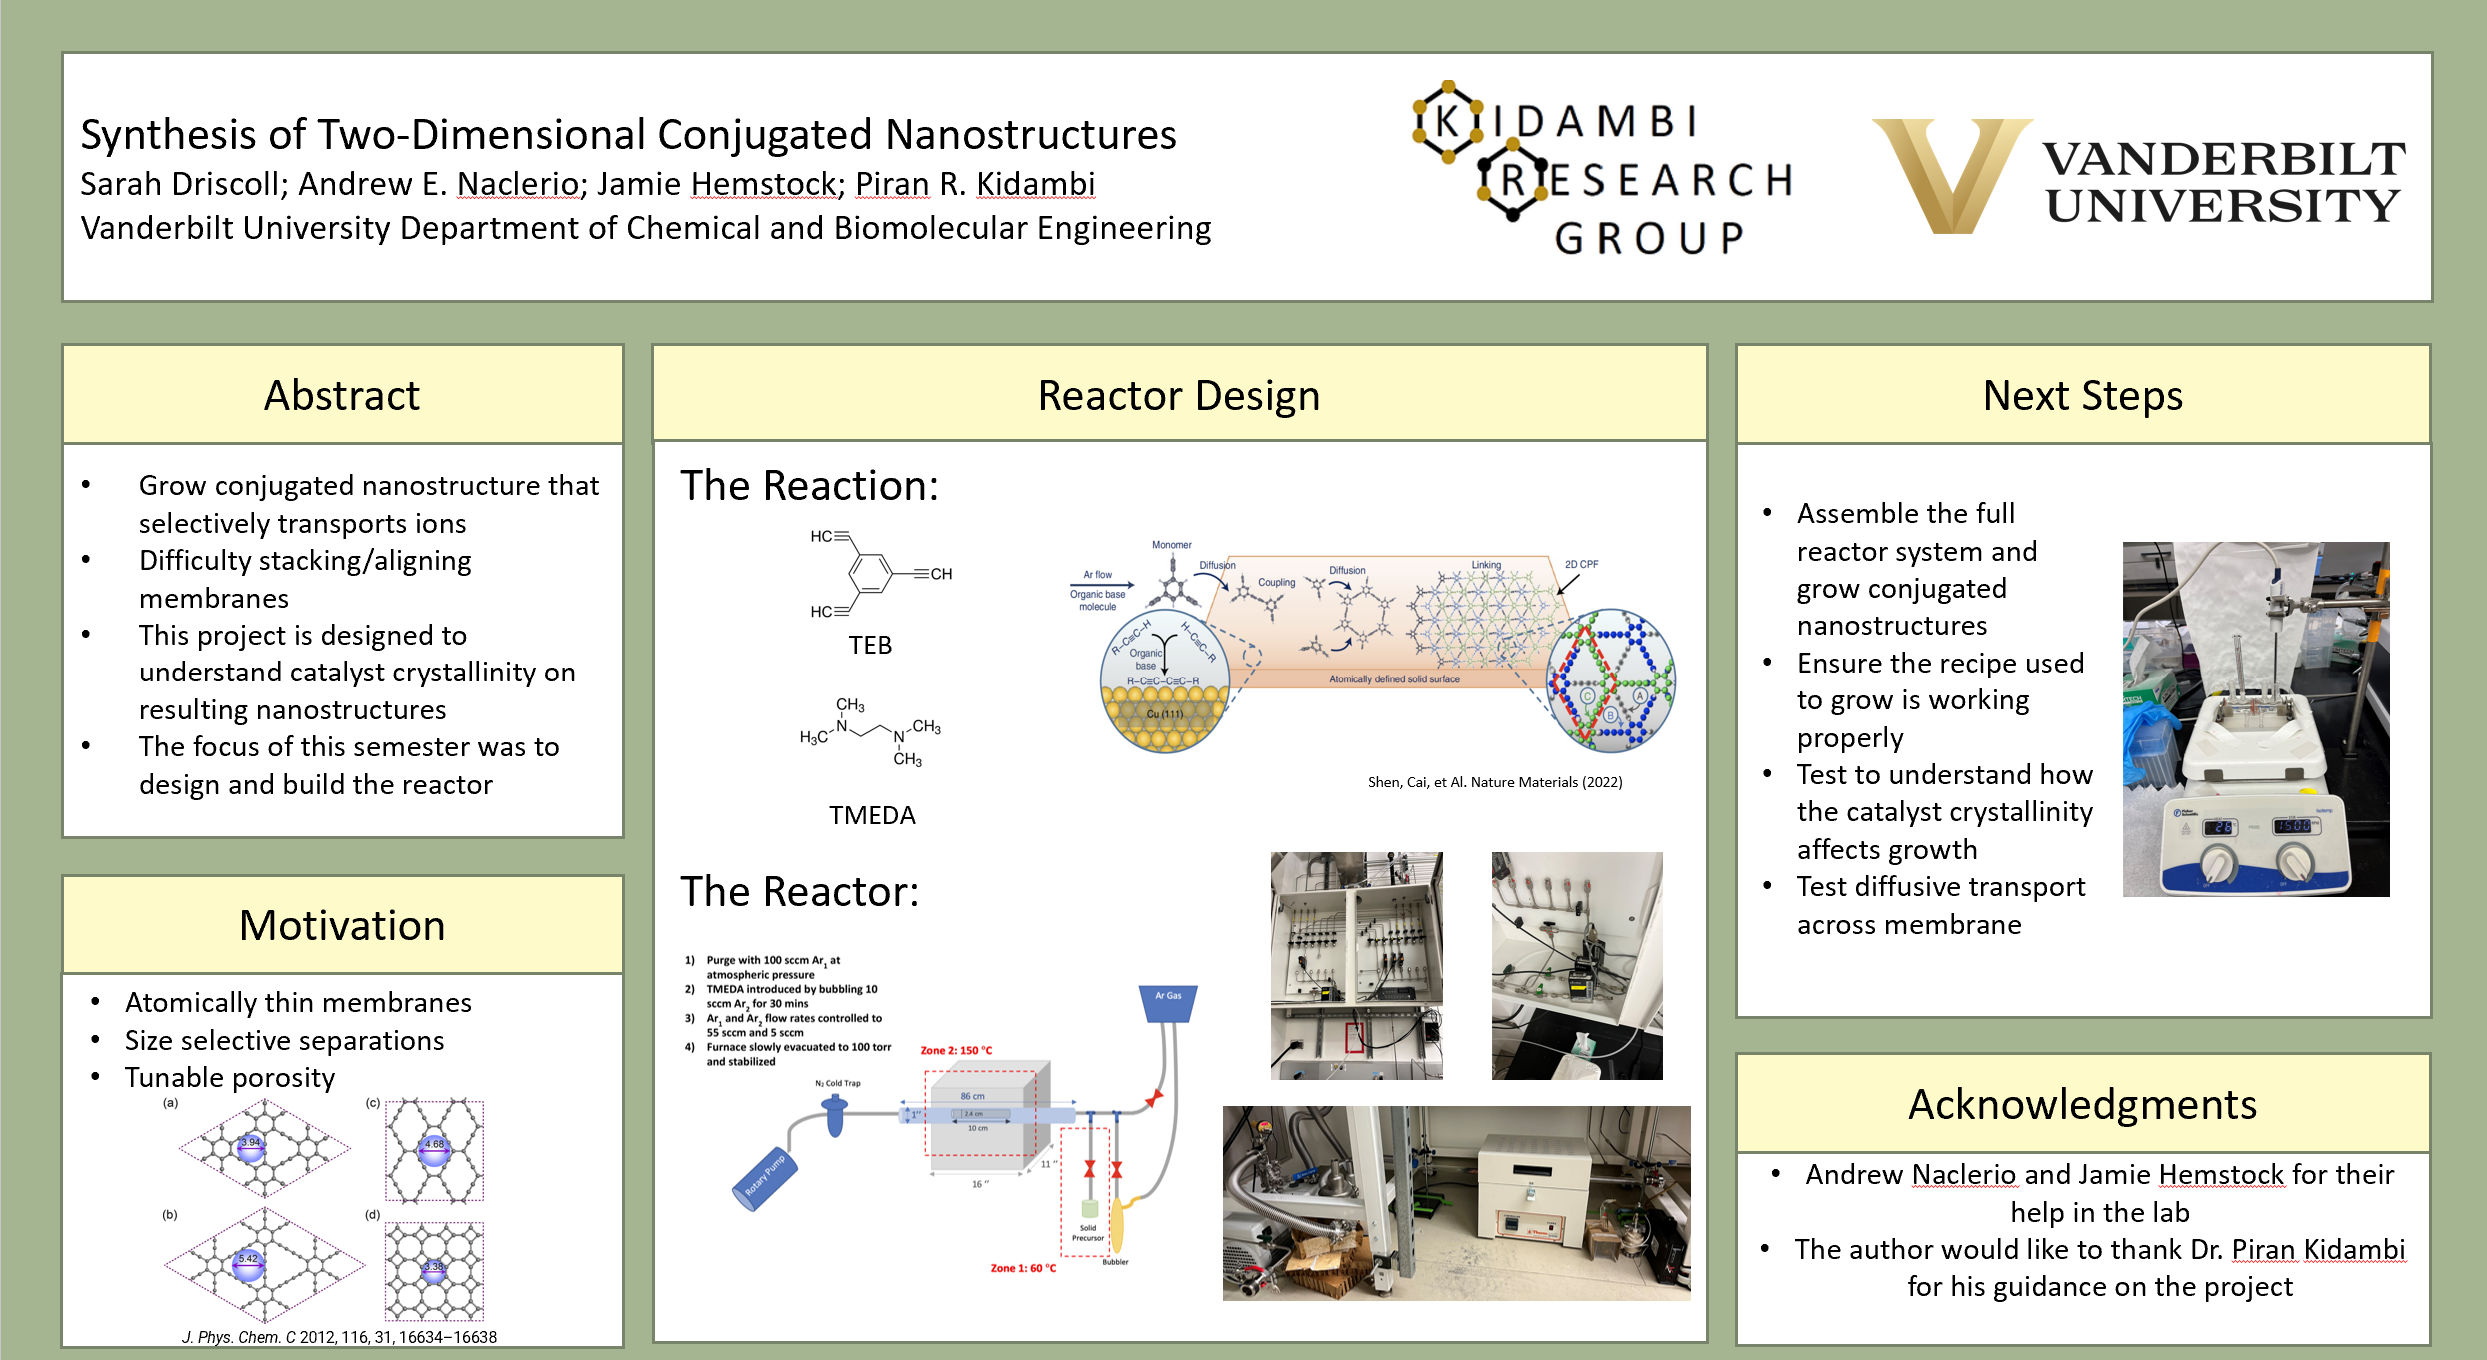 Synthesis of Two-Dimensional Conjugated Nanostructures
Sarah Driscoll; Andrew E. Naclerio; Jamie Hemstock; Piran R. Kidambi
Vanderbilt University Department of Chemical and Biomolecular Engineering
KIDAMBI
RESEARCH
GROUP
VANDERBILT
UNIVERSITY
Abstract
• Grow conjugated nanostructure that
selectively transports ions
• Difficulty stacking/aligning
membranes
• This project is designed to
understand catalyst crystallinity on
resulting nanostructures
• The focus of this semester was to
design and build the reactor
Motivation
• Atomically thin membranes
• Size selective separations
• Tunable porosity
(a)
3.94
(c)
4.68
(b)
5.42
(d)
3.38
J. Phys. Chem. C 2012, 116, 31, 16634–16638
Reactor Design
The Reaction:
HC
CH
HC
TEB
CH₃
N
H₃C
CH₃
N
CH₃
TMEDA
Ar flow
Organic base
molecule
Monomer
Diffusion
Coupling
Diffusion
Linking
2D CPF
R–C≡C–H
H–C≡C–R
Organic
base
R–C≡C–C≡C–R
Cu (111)
Atomically defined solid surface
C
A
B
Shen, Cai, et Al. Nature Materials (2022)
The Reactor:
1) Purge with 100 sccm Ar₁ at
atmospheric pressure
2) TMEDA introduced by bubbling 10
sccm Ar₂ for 30 mins
3) Ar₁ and Ar₂ flow rates controlled to
55 sccm and 5 sccm
4) Furnace slowly evacuated to 100 torr
and stabilized
Zone 2: 150 °C
Ar Gas
N₂ Cold Trap
86 cm
1’’
2.4 cm
10 cm
11 ‘’
16 ‘’
Rotary Pump
Solid
Precursor
Bubbler
Zone 1: 60 °C
Next Steps
• Assemble the full
reactor system and
grow conjugated
nanostructures
• Ensure the recipe used
to grow is working
properly
• Test to understand how
the catalyst crystallinity
affects growth
• Test diffusive transport
across membrane
Fisher
Scientific
26
1500
Acknowledgments
• Andrew Naclerio and Jamie Hemstock for their
help in the lab
• The author would like to thank Dr. Piran Kidambi
for his guidance on the project